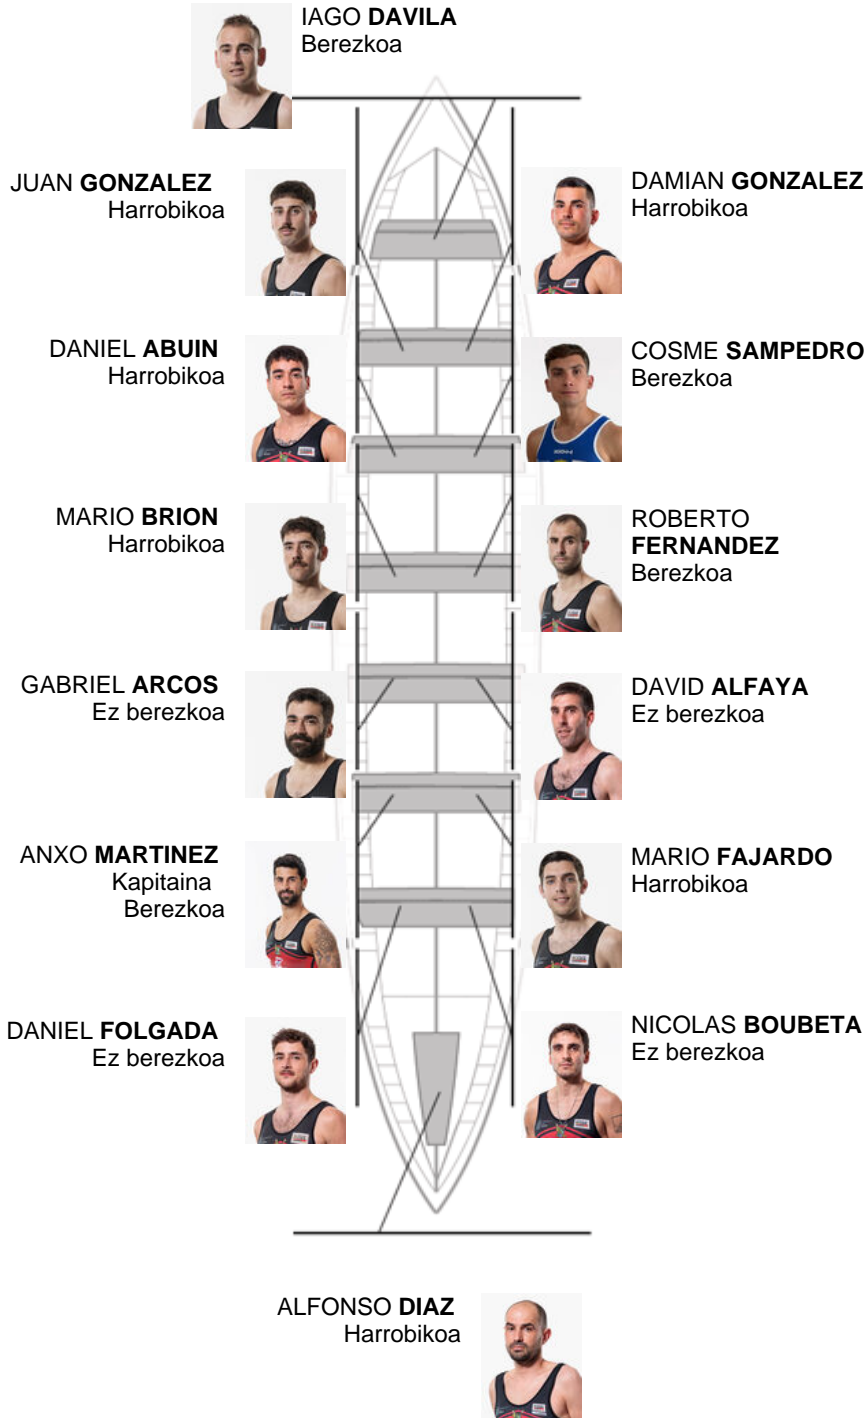 IAGO DAVILA
Berezkoa
JUAN GONZALEZ
Harrobikoa
DAMIAN GONZALEZ
Harrobikoa
DANIEL ABUIN
Harrobikoa
COSME SAMPEDRO
Berezkoa
MARIO BRION
Harrobikoa
ROBERTO
FERNANDEZ
Berezkoa
GABRIEL ARCOS
Ez berezkoa
DAVID ALFAYA
Ez berezkoa
ANXO MARTINEZ
Kapitaina
Berezkoa
MARIO FAJARDO
Harrobikoa
DANIEL FOLGADA
Ez berezkoa
NICOLAS BOUBETA
Ez berezkoa
ALFONSO DIAZ
Harrobikoa